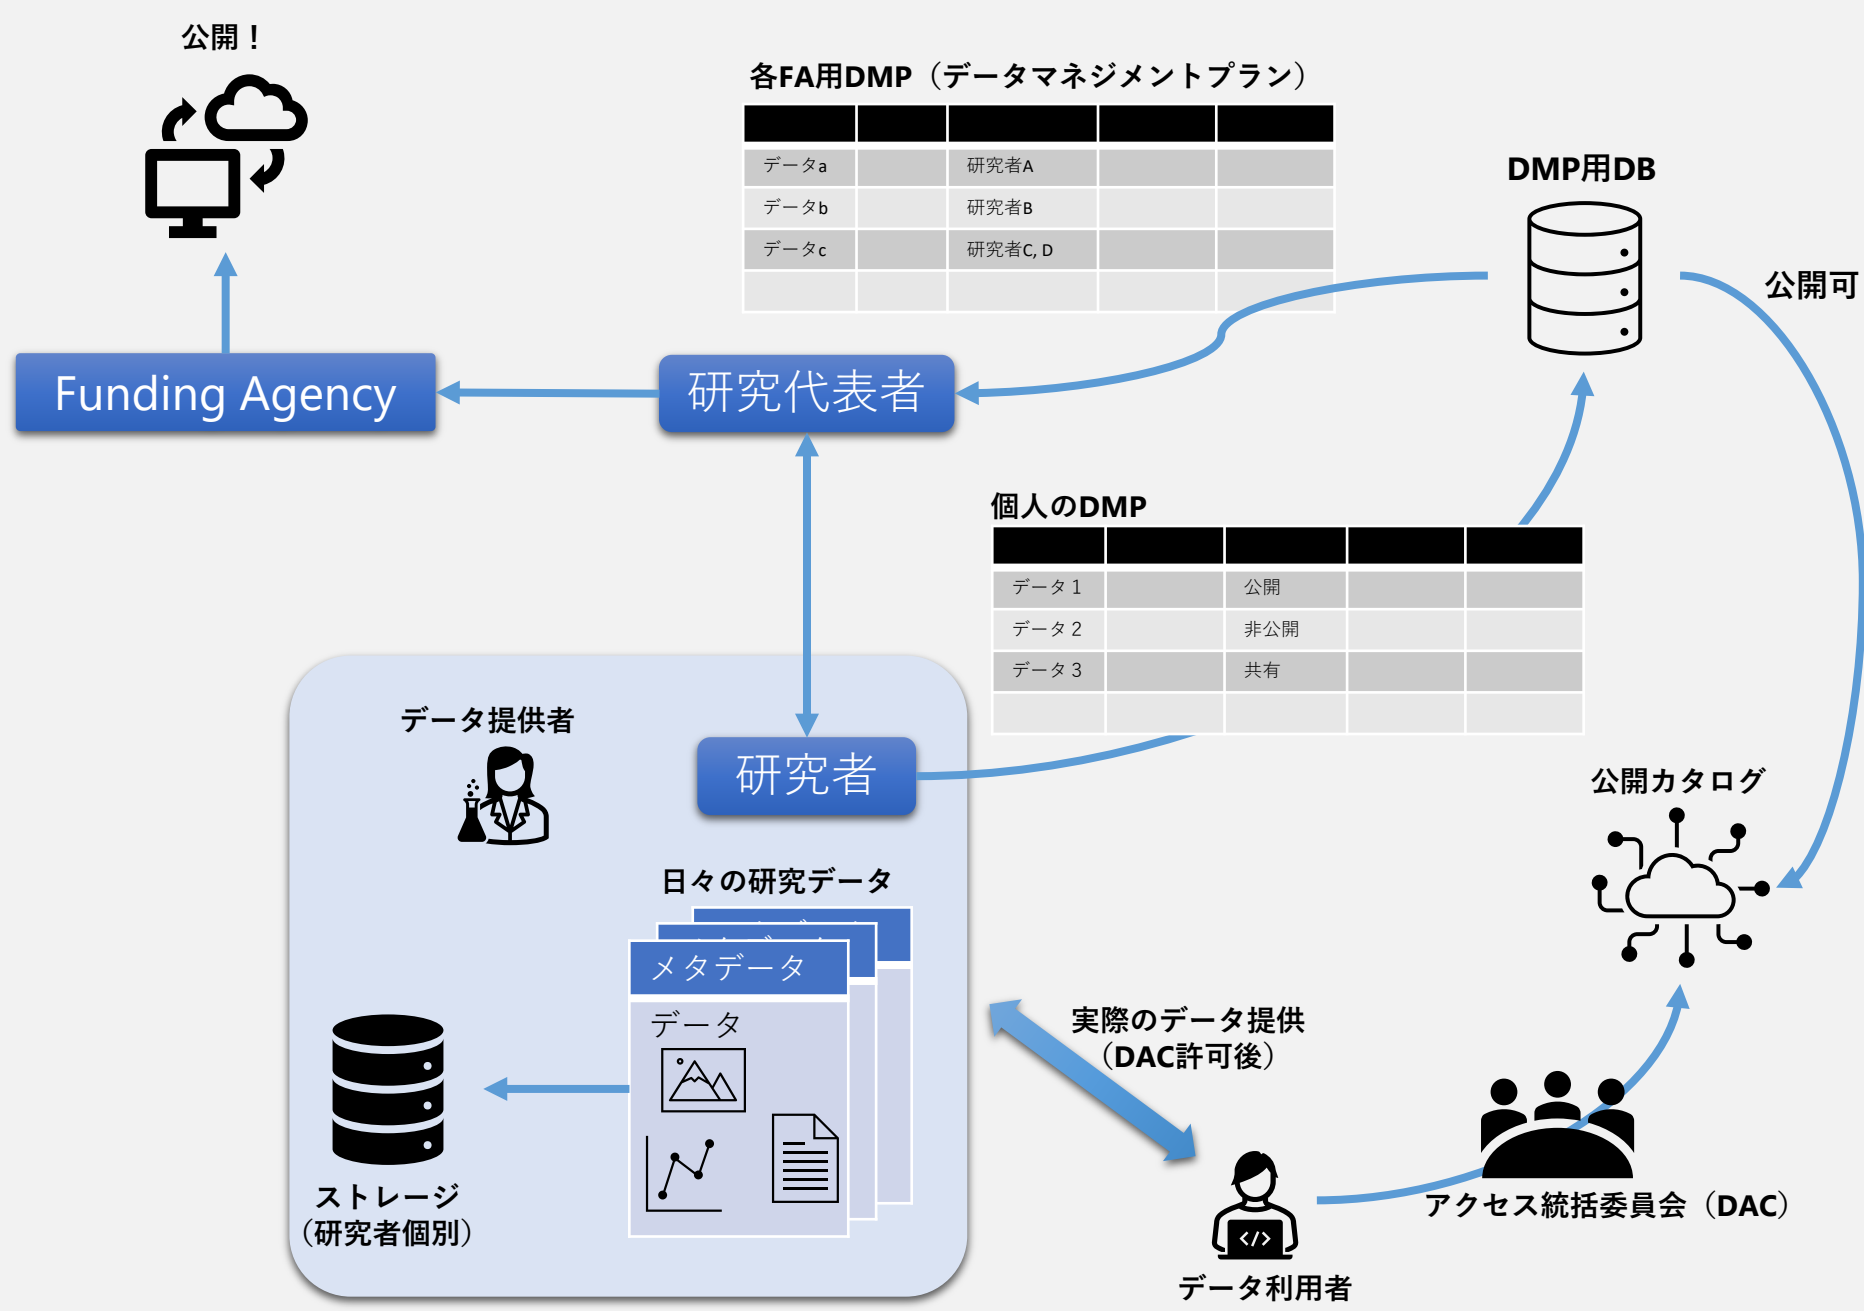 公開！
各FA用DMP（データマネジメントプラン）
データa
研究者A
データb
研究者B
データc
研究者C, D
DMP用DB
公開可
Funding Agency
研究代表者
個人のDMP
データ１
公開
データ２
非公開
データ３
共有
データ提供者
研究者
公開カタログ
日々の研究データ
メタデータ
データ
ストレージ
（研究者個別）
実際のデータ提供
（DAC許可後）
アクセス統括委員会（DAC）
データ利用者